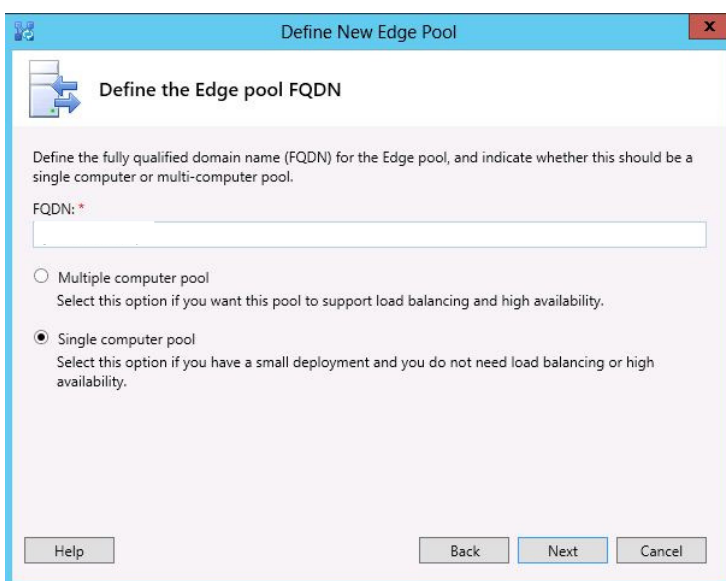 Define New Edge Pool
x
Define the Edge pool FQDN
Define the fully qualified domain name (FQDN) for the Edge pool, and indicate whether this should be a
single computer or multi-computer pool.
FQDN: *
Multiple computer pool
Select this option if you want this pool to support load balancing and high availability.
Single computer pool
Select this option if you have a small deployment and you do not need load balancing or high
availability.
Help
Back
Next
Cancel